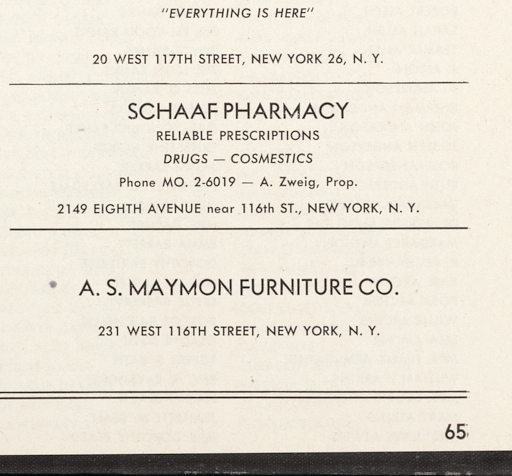 "EVERYTHING IS HERE"
20 WEST 117TH STREET, NEW YORK 26, N. Y.
SCHAAF PHARMACY
RELIABLE PRESCRIPTIONS
DRUGS — COSMESTICS
Phone MO. 2-6019 — A. Zweig, Prop.
2149 EIGHTH AVENUE near 116th ST., NEW YORK, N. Y.
A. S. MAYMON FURNITURE CO.
231 WEST 116TH STREET, NEW YORK, N. Y.
65